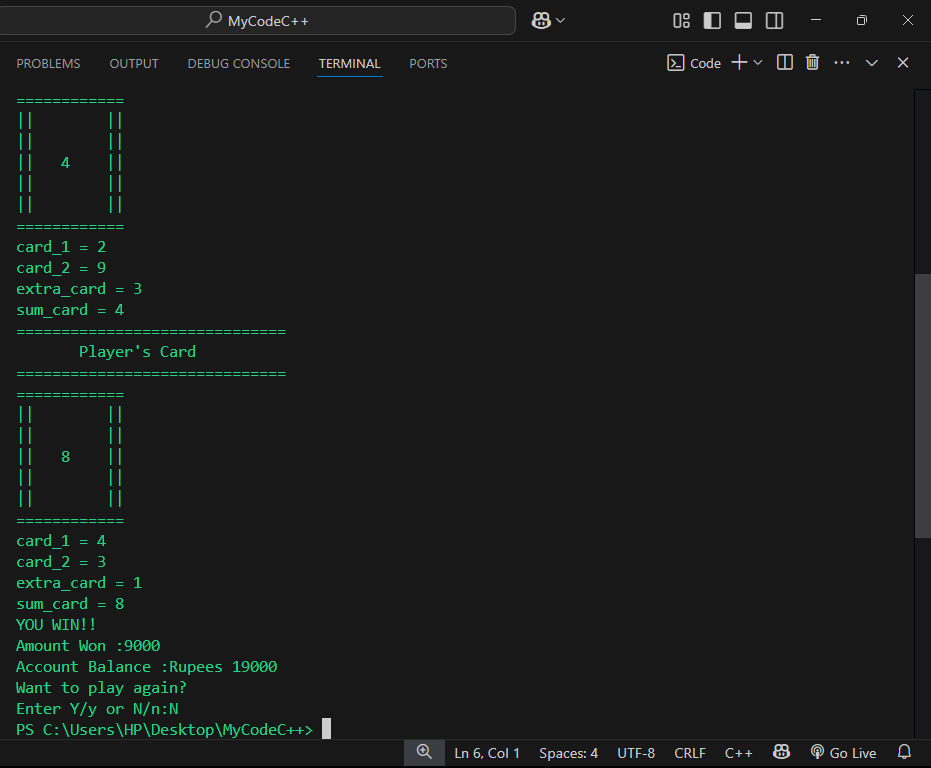 MyCodeC++
PROBLEMS OUTPUT DEBUG CONSOLE TERMINAL PORTS Code
============
||        ||
||        ||
||   4    ||
||        ||
||        ||
============
card_1 = 2
card_2 = 9
extra_card = 3
sum_card = 4
==============================
       Player's Card
==============================
============
||        ||
||        ||
||   8    ||
||        ||
||        ||
============
card_1 = 4
card_2 = 3
extra_card = 1
sum_card = 8
YOU WIN!!
Amount Won :9000
Account Balance :Rupees 19000
Want to play again?
Enter Y/y or N/n:N
PS C:\Users\HP\Desktop\MyCodeC++>
Ln 6, Col 1 Spaces: 4 UTF-8 CRLF C++ Go Live